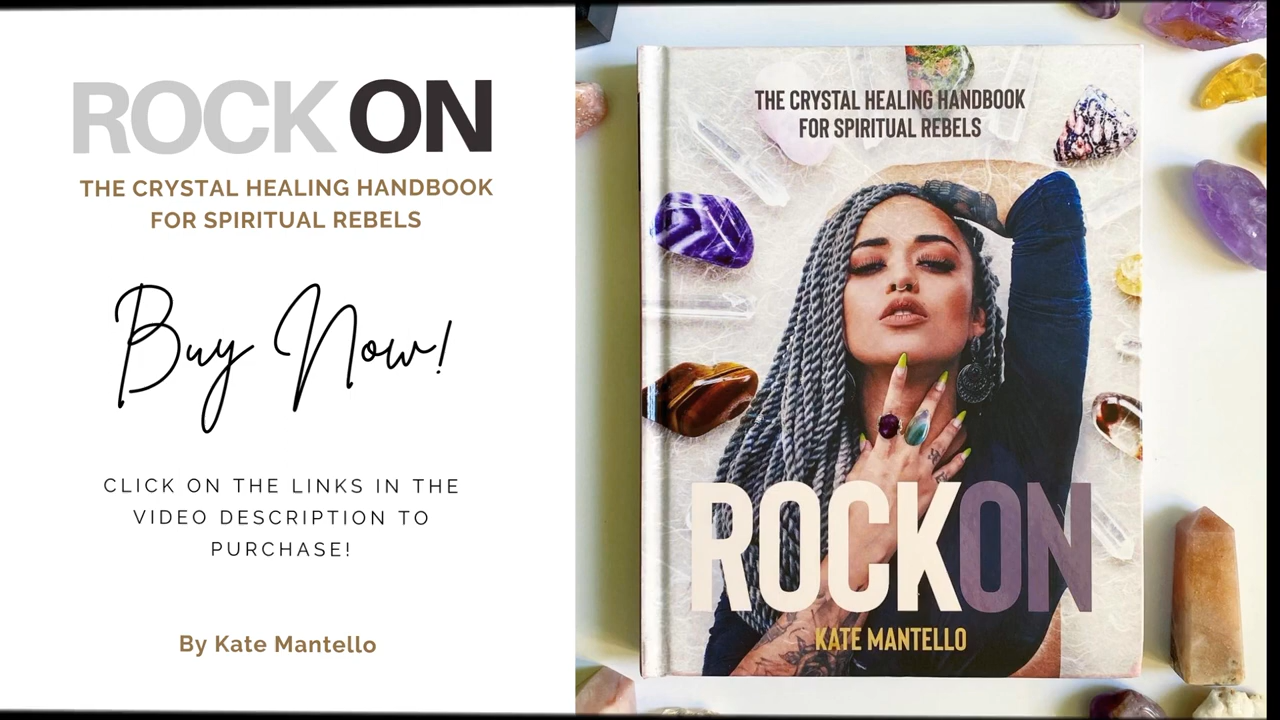 ROCK ON
THE CRYSTAL HEALING HANDBOOK
FOR SPIRITUAL REBELS
Buy Now!
CLICK ON THE LINKS IN THE
VIDEO DESCRIPTION TO
PURCHASE!
By Kate Mantello
THE CRYSTAL HEALING HANDBOOK
FOR SPIRITUAL REBELS
ROCKON
KATE MANTELLO